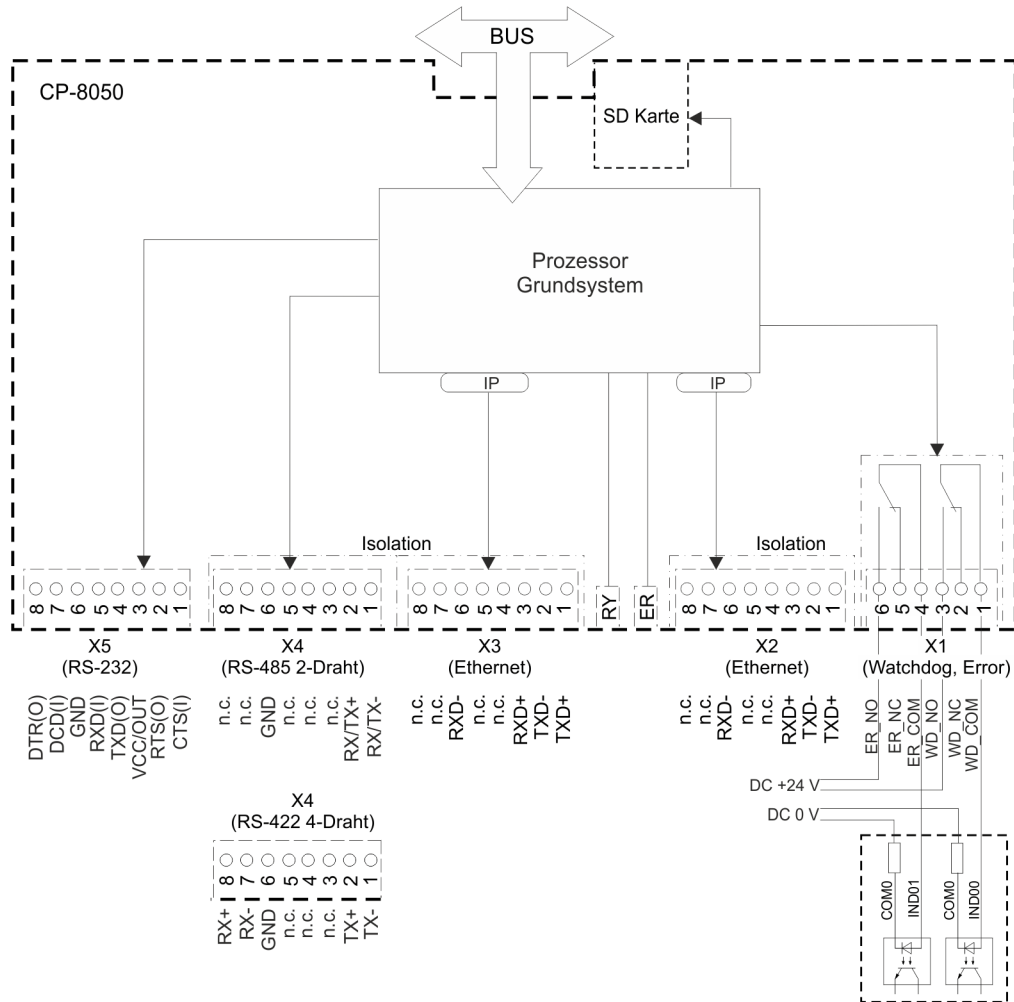 BUS
CP-8050
SD Karte
Prozessor
Grundsystem
IP
IP
Isolation
Isolation
8 7 6 5 4 3 2 1
8 7 6 5 4 3 2 1
8 7 6 5 4 3 2 1
RY
ER
8 7 6 5 4 3 2 1
6 5 4 3 2 1
X5
(RS-232)
X4
(RS-485 2-Draht)
X3
(Ethernet)
X2
(Ethernet)
X1
(Watchdog, Error)
DTR(O)
DCD(I)
GND
RXD(I)
TXD(O)
VCC/OUT
RTS(O)
CTS(I)
n.c.
n.c.
GND
n.c.
n.c.
n.c.
RX/TX+
RX/TX-
n.c.
n.c.
RXD-
n.c.
n.c.
RXD+
TXD-
TXD+
n.c.
n.c.
RXD-
n.c.
n.c.
RXD+
TXD-
TXD+
ER_NO
ER_NC
ER_COM
WD_NO
WD_NC
WD_COM
DC +24 V
DC 0 V
X4
(RS-422 4-Draht)
8 7 6 5 4 3 2 1
RX+
RX-
GND
n.c.
n.c.
n.c.
TX+
TX-
COM0
IND01
COM0
IND00